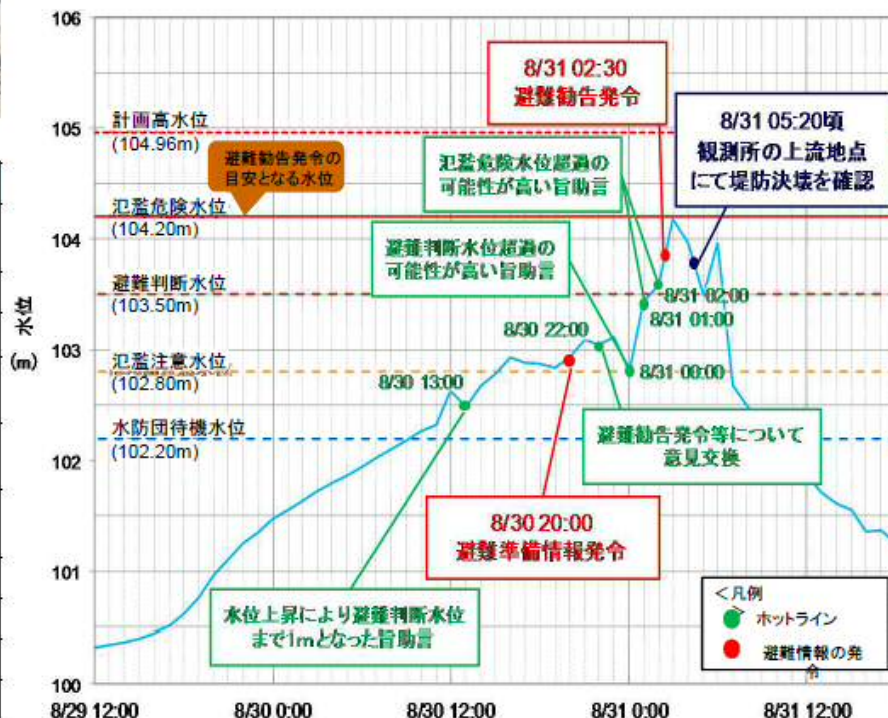 106
105
104
103
102
101
100
水位
(m)
計画高水位
(104.96m)
避難勧告発令の
目安となる水位
氾濫危険水位
(104.20m)
避難判断水位
(103.50m)
氾濫注意水位
(102.80m)
水防団待機水位
(102.20m)
8/31 02:30
避難勧告発令
8/31 05:20頃
観測所の上流地点
にて堤防決壊を確認
氾濫危険水位超過の
可能性が高い旨助言
避難判断水位超過の
可能性が高い旨助言
8/31 02:00
8/31 01:00
8/30 22:00
8/31 00:00
8/30 13:00
避難勧告発令等について
意見交換
8/30 20:00
避難準備情報発令
水位上昇により避難判断水位
まで1mとなった旨助言
<凡例
>
ホットライン
避難情報の発
令
8/29 12:00
8/30 0:00
8/30 12:00
8/31 0:00
8/31 12:00